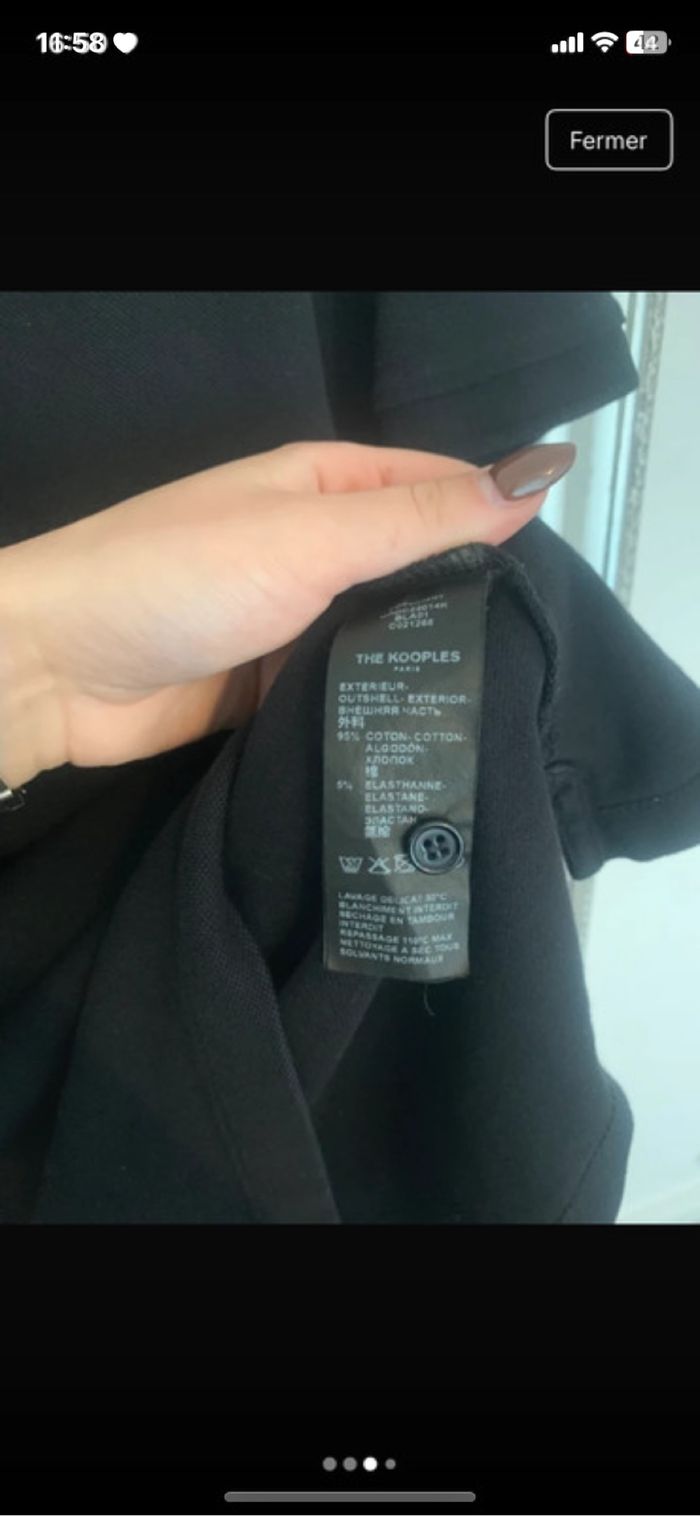 Fermer
BLA01
THE KOOPLES
PARIS
EXTERIEUR-
OUTSHELL- EXTERIOR-
ВНЕШНЯЯ ЧАСТЬ
外料
95% COTON- COTTON-
ALGODÓN-
ХЛОПОК
棉
5% ELASTHANNE-
ELASTANE-
ELASTANO-
ЭЛАСТАН
LAVAGE DELICAT 30°C
BLANCHIMENT INTERDIT
SECHAGE EN TAMBOUR
INTERDIT
REPASSAGE 110°C MAX
NETTOYAGE A SEC TOUS
SOLVANTS NORMAUX